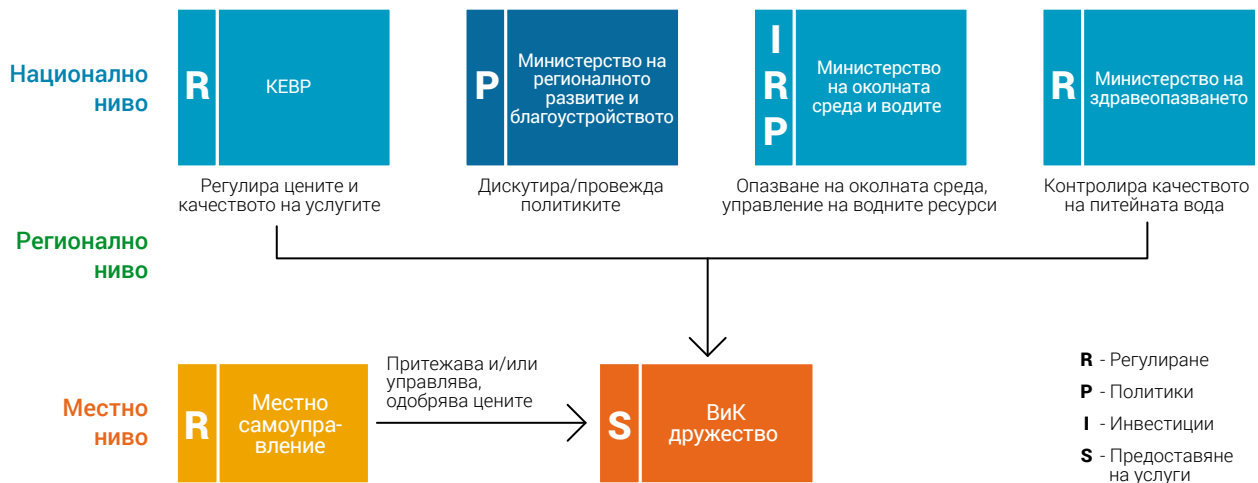 Национално
ниво
R
КЕВР
P
Министерство на
регионалното
развитие и
благоустройството
I
R
P
Министерство
на околната
среда и водите
R
Министерство на
здравеопазването
Регулира цените и
качеството на услугите
Дискутира/провежда
политиките
Опазване на околната среда,
управление на водните ресурси
Контролира качеството
на питейната вода
Регионално
ниво
Местно
ниво
R
Местно
самоупра-
вление
Притежава и/или
управлява,
одобрява цените
S
ВиК
дружество
R - Регулиране
P - Политики
I - Инвестиции
S - Предоставяне
на услуги